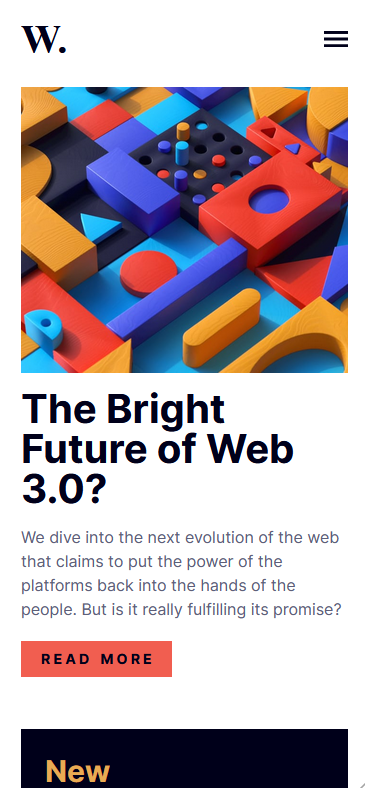 W.
The Bright
Future of Web
3.0?
We dive into the next evolution of the web
that claims to put the power of the
platforms back into the hands of the
people. But is it really fulfilling its promise?
READ MORE
New